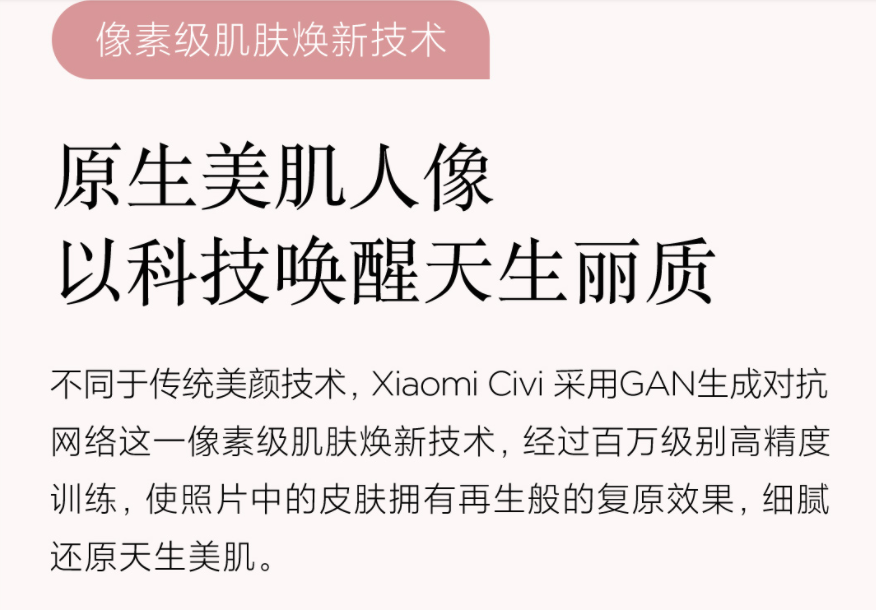 像素级肌肤焕新技术
原生美肌人像
以科技唤醒天生丽质
不同于传统美颜技术，Xiaomi Civi 采用GAN生成对抗
网络这一像素级肌肤焕新技术，经过百万级别高精度
训练，使照片中的皮肤拥有再生般的复原效果，细腻
还原天生美肌。